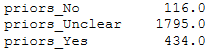 priors_No 116.0
priors_Unclear 1795.0
priors_Yes 434.0